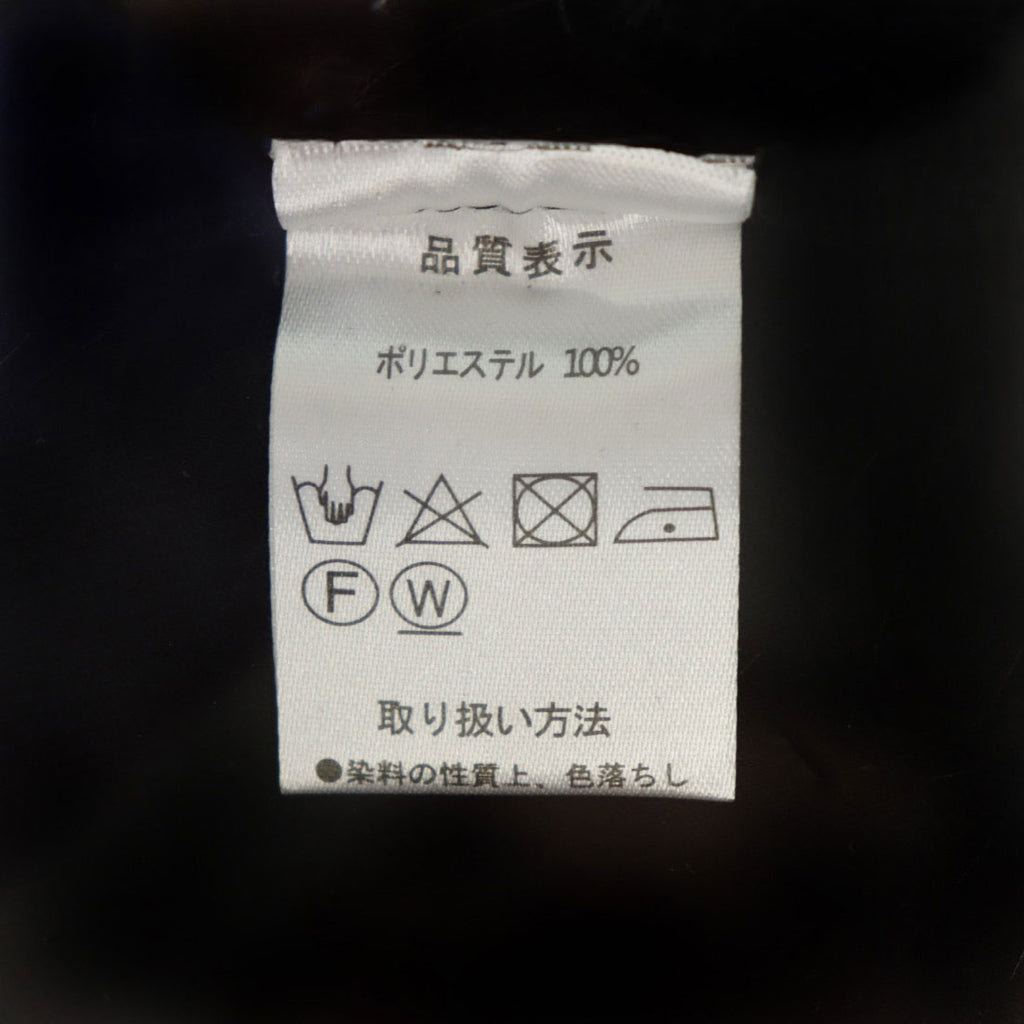 品質表示
ポリエステル 100%
F W
取り扱い方法
●染料の性質上、色落ちし